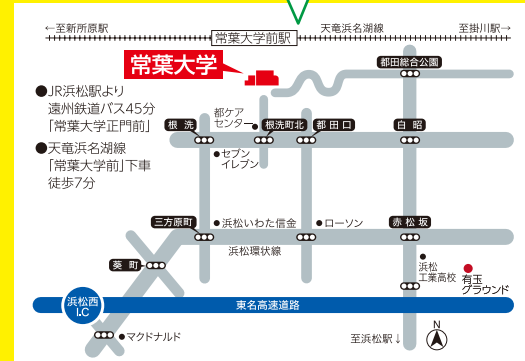 ←至新所原駅
天竜浜名湖線
至掛川駅→
常葉大学前駅
都田総合公園
常葉大学
●JR浜松駅より
遠州鉄道バス45分
「常葉大学正門前」
●天竜浜名湖線
「常葉大学前」下車
徒歩7分
都ケア
センター●
根洗
根洗町北
都田口
白昭
●セブン
イレブン
三方原町
●浜松いわた信金
●ローソン
赤松坂
浜松環状線
葵町
●
浜松
工業高校
●
有玉
グラウンド
浜松西
I.C
東名高速道路
●マクドナルド
至浜松駅↓
N